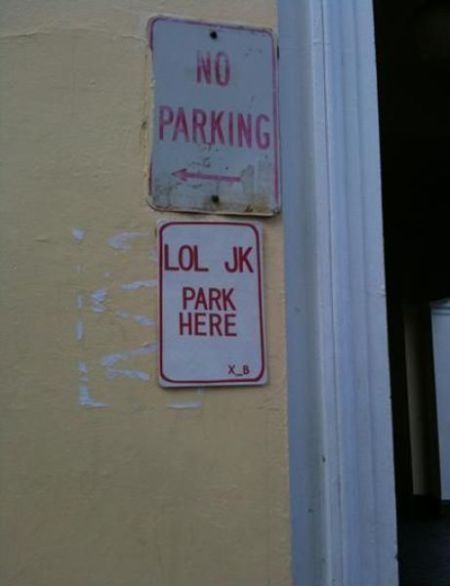 NO
PARKING
LOL JK
PARK
HERE
X_B